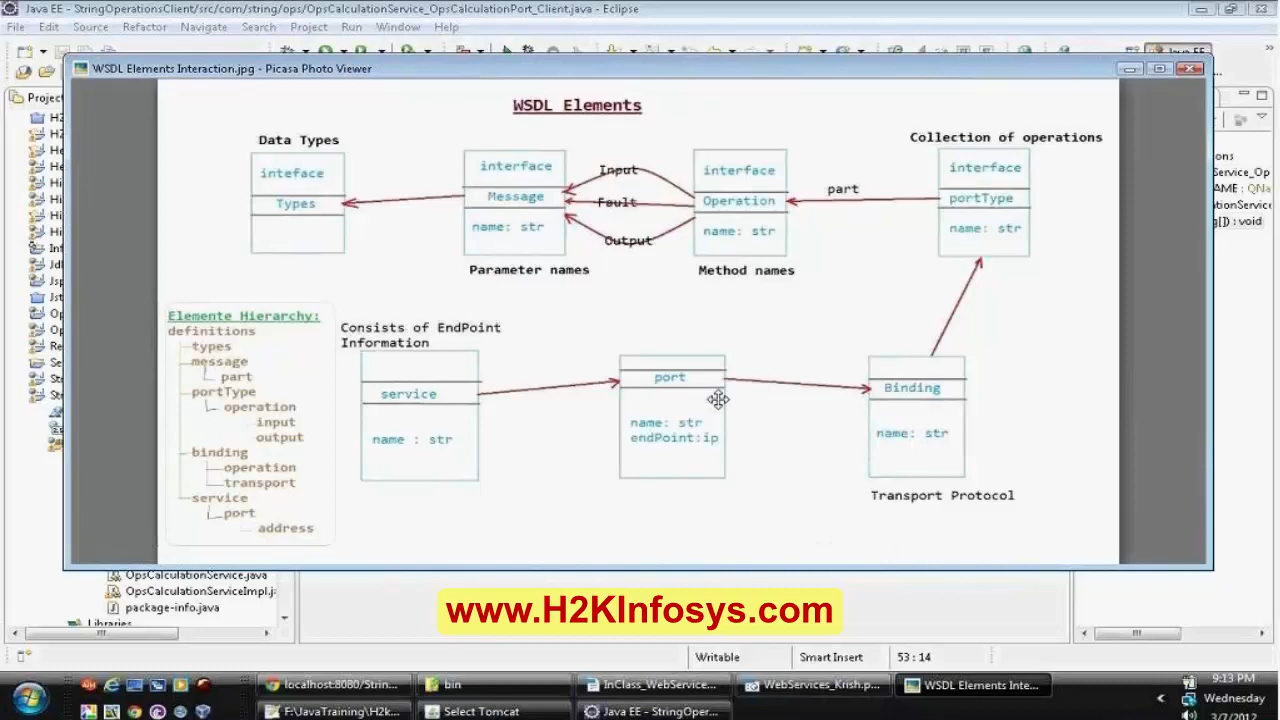 Java EE - StringOperationsClient/src/com/string/ops/OpsCalculationService_OpsCalculationPort_Client.java - Eclipse
File Edit Source Refactor Navigate Search Project Run Window Help
Java EE
WSDL Elements Interaction.jpg - Picasa Photo Viewer
Project
WSDL Elements
Data Types
inteface
Types
interface
Message
name: str
Parameter names
Input
Fault
Output
interface
Operation
name: str
Method names
part
Collection of operations
interface
portType
name: str
Elemente Hierarchy:
definitions
types
message
part
portType
operation
input
output
binding
operation
transport
service
port
address
Consists of EndPoint
Information
service
name : str
port
name: str
endPoint:ip
Binding
name: str
Transport Protocol
OpsCalculationService.java
OpsCalculationServiceImpl.j
package-info.java
Libraries
www.H2KInfosys.com
Writable Smart Insert 53 : 14
localhost:8080/Strin... bin InClass_WebService... WebServices_Krish.p... WSDL Elements Inte...
F:\JavaTraining\H2k... Select Tomcat Java EE - StringOper...
9:13 PM
Wednesday
3/7/2012